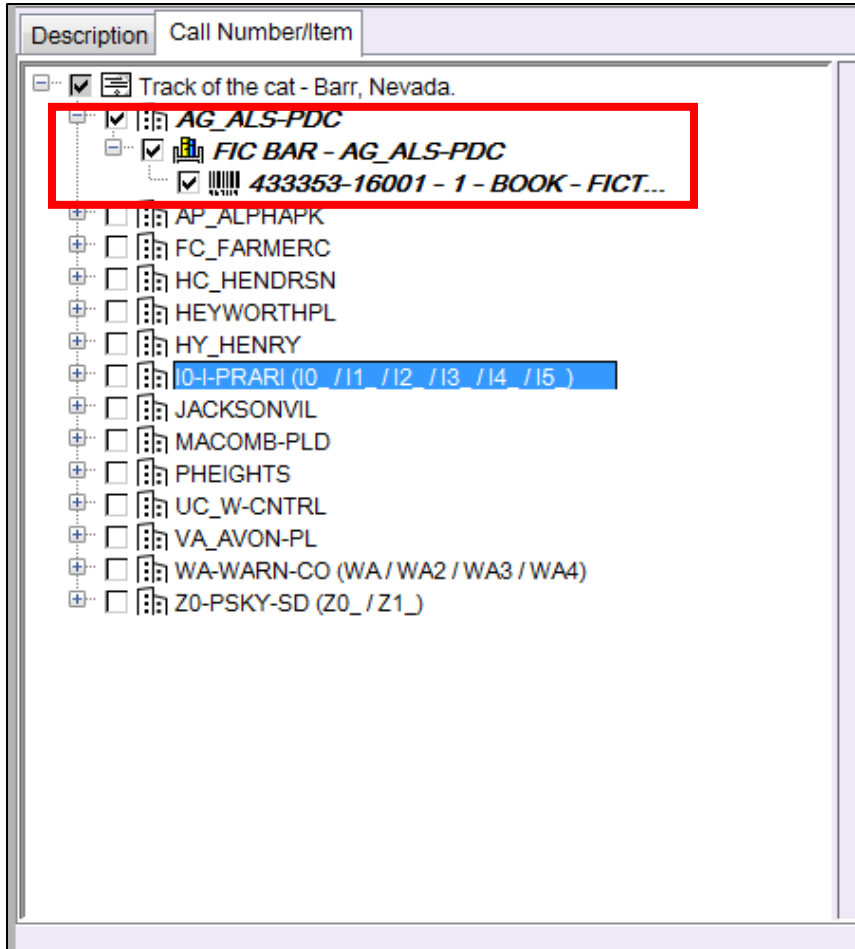 Description Call Number/Item
Track of the cat - Barr, Nevada.
AG_ALS-PDC
FIC BAR - AG_ALS-PDC
433353-16001 - 1 - BOOK - FICT...
AP_ALPHAPK
FC_FARMERC
HC_HENDRSN
HEYWORTHPL
HY_HENRY
I0-I-PRARI (I0_ / I1_ / I2_ / I3_ / I4_ / I5_)
JACKSONVIL
MACOMB-PLD
PHEIGHTS
UC_W-CNTRL
VA_AVON-PL
WA-WARN-CO (WA / WA2 / WA3 / WA4)
Z0-PSKY-SD (Z0_ / Z1_)